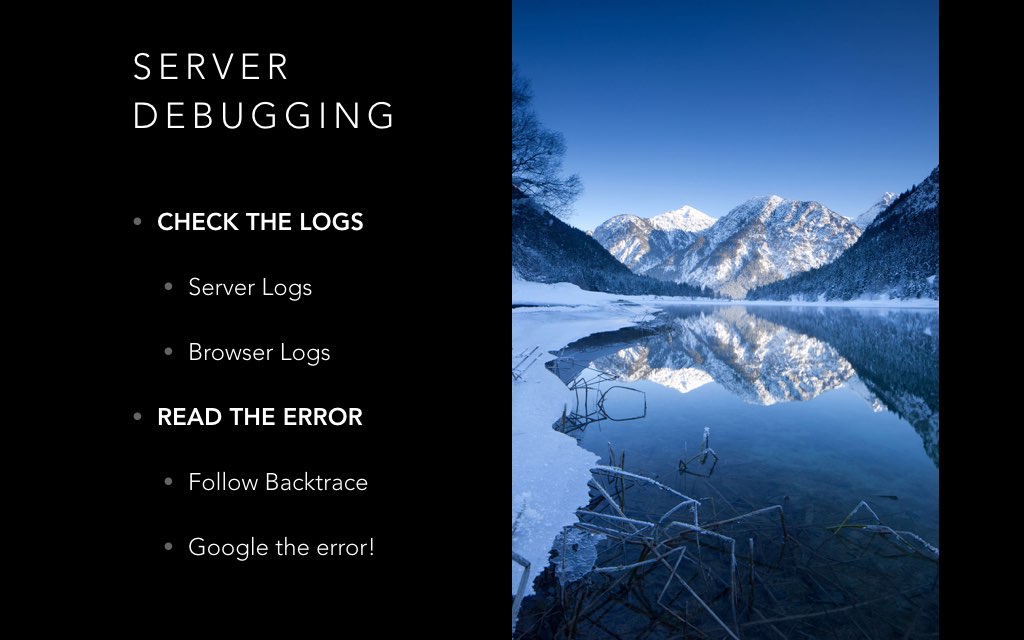 SERVER
DEBUGGING
• CHECK THE LOGS
• Server Logs
• Browser Logs
• READ THE ERROR
• Follow Backtrace
• Google the error!